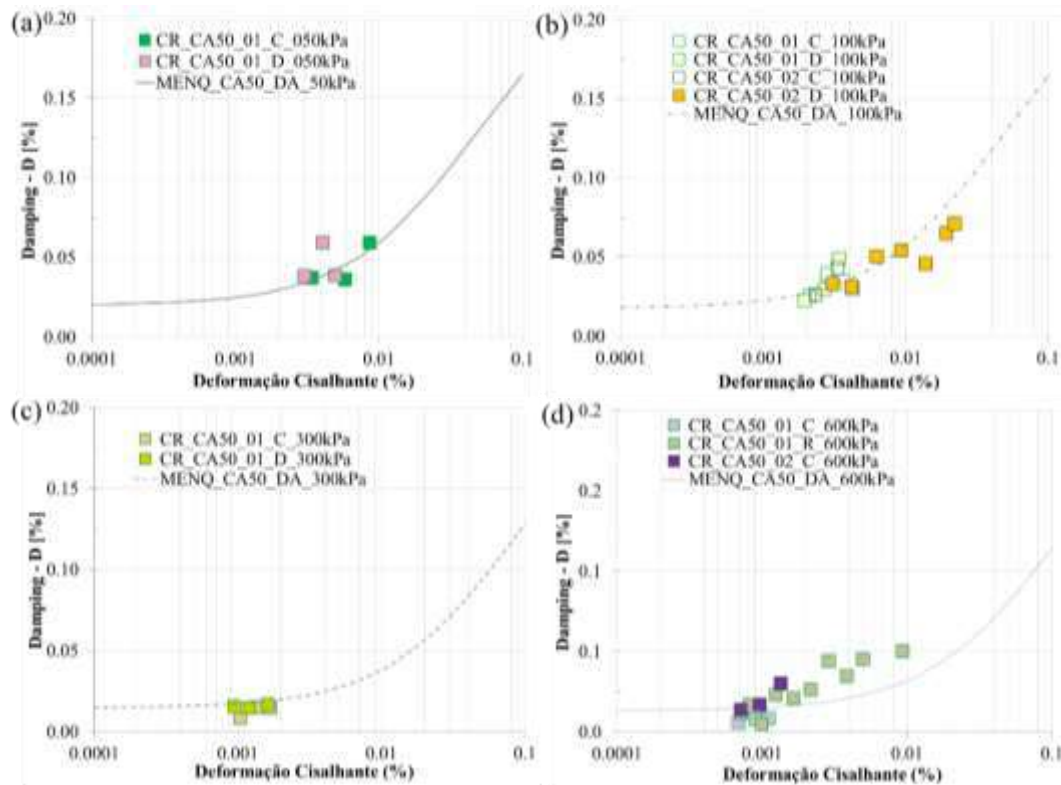 (a)
0.20
0.15
0.10
0.05
0.00
Damping - D [%]
CR_CA50_01_C_050kPa
CR_CA50_01_D_050kPa
MENQ_CA50_DA_50kPa
0.0001
0.001
0.01
0.1
Deformação Cisalhante (%)
(b)
0.20
0.15
0.10
0.05
0.00
Damping - D [%]
CR_CA50_01_C_100kPa
CR_CA50_01_D_100kPa
CR_CA50_02_C_100kPa
CR_CA50_02_D_100kPa
MENQ_CA50_DA_100kPa
0.0001
0.001
0.01
0.1
Deformação Cisalhante (%)
(c)
0.20
0.15
0.10
0.05
0.00
Damping - D [%]
CR_CA50_01_C_300kPa
CR_CA50_01_D_300kPa
MENQ_CA50_DA_300kPa
0.0001
0.001
0.01
0.1
Deformação Cisalhante (%)
(d)
0.2
0.2
0.1
0.1
0.0
Damping - D [%]
CR_CA50_01_C_600kPa
CR_CA50_01_R_600kPa
CR_CA50_02_C_600kPa
MENQ_CA50_DA_600kPa
0.0001
0.001
0.01
0.1
Deformação Cisalhante (%)